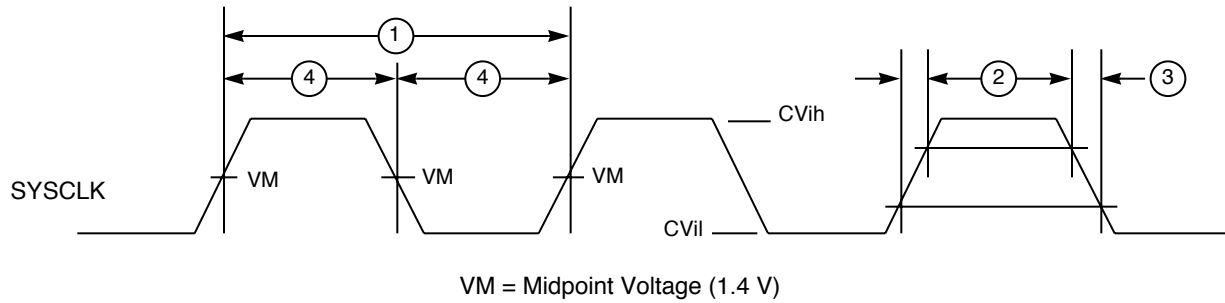 1
4 4 2 3
CVih
VM VM VM
SYSCLK
CVil
VM = Midpoint Voltage (1.4 V)